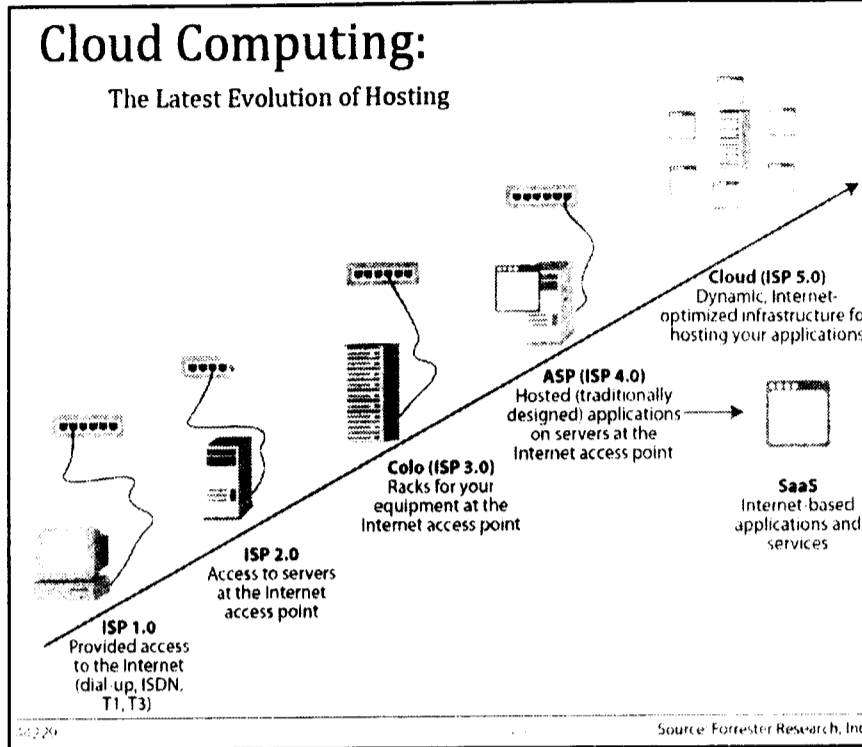 Cloud Computing:
The Latest Evolution of Hosting
Cloud (ISP 5.0)
Dynamic, Internet-
optimized infrastructure fo
hosting your applications
ASP (ISP 4.0)
Hosted (traditionally
designed) applications
on servers at the
Internet access point
SaaS
Internet-based
applications and
services
Colo (ISP 3.0)
Racks for your
equipment at the
Internet access point
ISP 2.0
Access to servers
at the Internet
access point
ISP 1.0
Provided access
to the Internet
(dial-up, ISDN,
T1, T3)
Source: Forrester Research, Inc